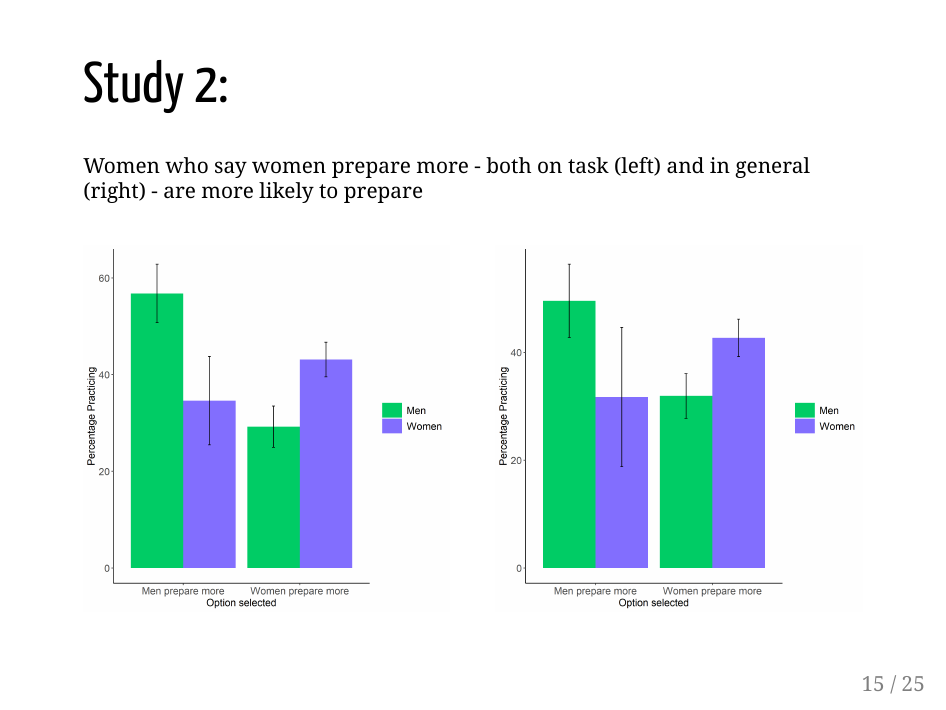 Study 2:
Women who say women prepare more - both on task (left) and in general
(right) - are more likely to prepare
Percentage Practicing
60
40
20
0
Men prepare more
Women prepare more
Option selected
Men
Women
Percentage Practicing
40
20
0
Men prepare more
Women prepare more
Option selected
Men
Women
15 / 25